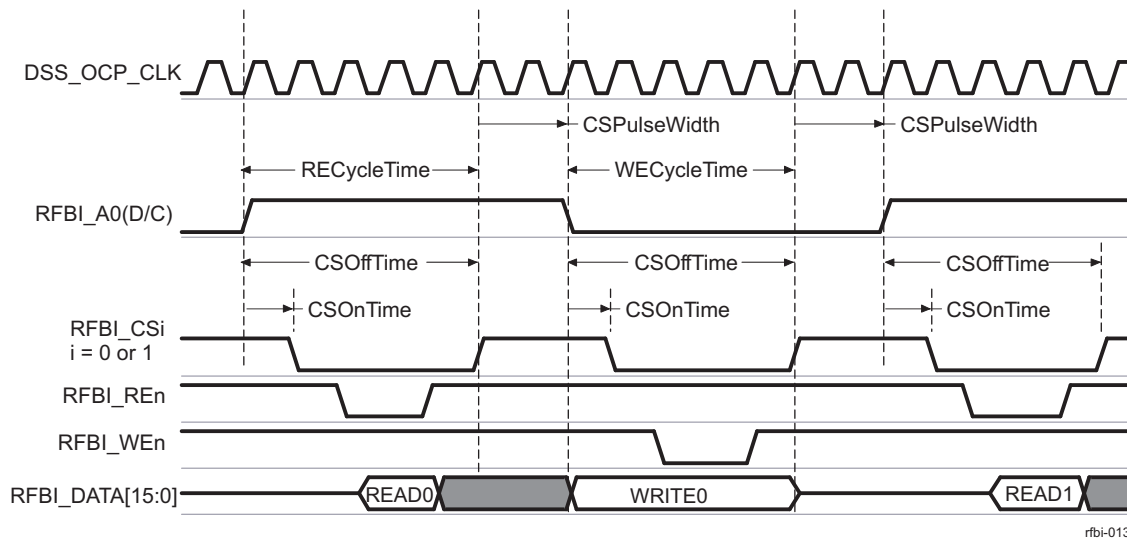 DSS_OCP_CLK
CSPulseWidth CSPulseWidth
RECycleTime WECycleTime
RFBI_A0(D/C)
CSOffTime CSOffTime CSOffTime
CSOnTime CSOnTime CSOnTime
RFBI_CSi
i = 0 or 1
RFBI_REn
RFBI_WEn
RFBI_DATA[15:0] READ0 WRITE0 READ1
rfbi-013